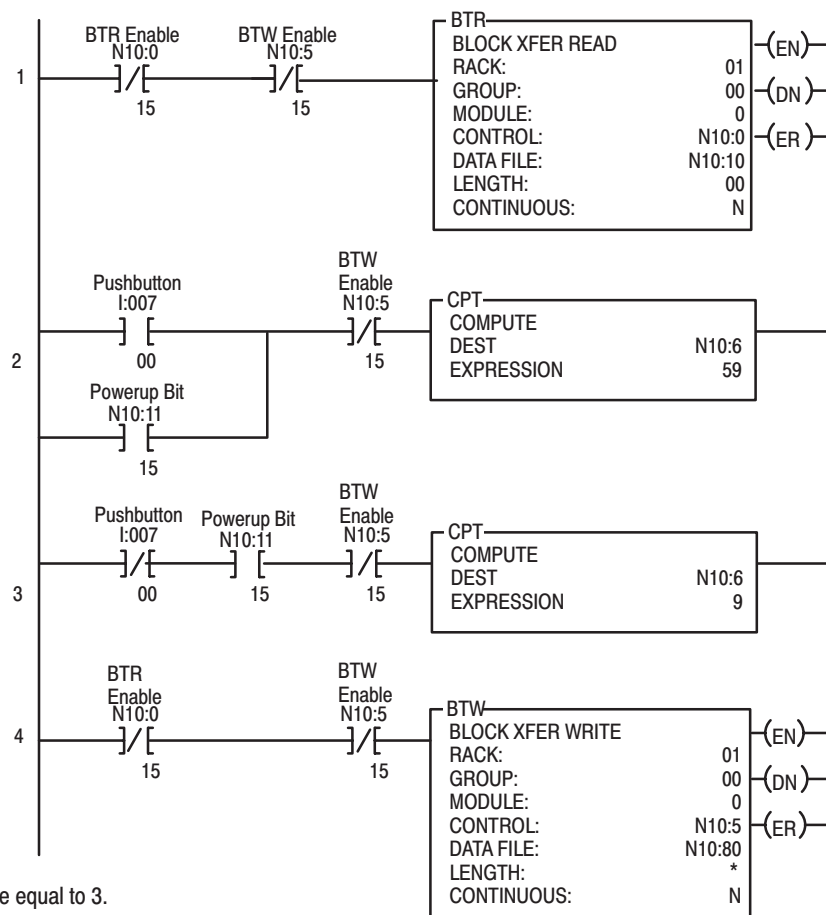 BTR Enable
N10:0
15
BTW Enable
N10:5
15
1
BTR
BLOCK XFER READ
RACK: 01
GROUP: 00
MODULE: 0
CONTROL: N10:0
DATA FILE: N10:10
LENGTH: 00
CONTINUOUS: N
EN
DN
ER
Pushbutton
I:007
00
BTW
Enable
N10:5
15
2
Powerup Bit
N10:11
15
CPT
COMPUTE
DEST N10:6
EXPRESSION 59
Pushbutton
I:007
00
Powerup Bit
N10:11
15
BTW
Enable
N10:5
15
3
CPT
COMPUTE
DEST N10:6
EXPRESSION 9
BTR
Enable
N10:0
15
BTW
Enable
N10:5
15
4
BTW
BLOCK XFER WRITE
RACK: 01
GROUP: 00
MODULE: 0
CONTROL: N10:5
DATA FILE: N10:80
LENGTH: *
CONTINUOUS: N
EN
DN
ER
e equal to 3.